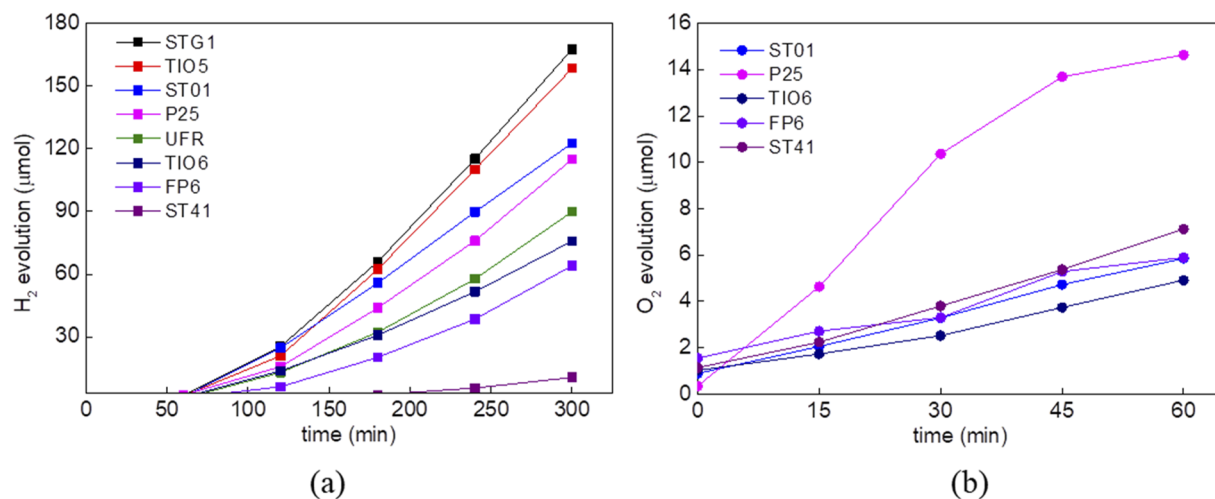 180
150
120
90
60
30
H₂ evolution (μmol)
STG1
TIO5
ST01
P25
UFR
TIO6
FP6
ST41
0 50 100 150 200 250 300
time (min)
(a)
16
14
12
10
8
6
4
2
0
O₂ evolution (μmol)
ST01
P25
TIO6
FP6
ST41
0 15 30 45 60
time (min)
(b)